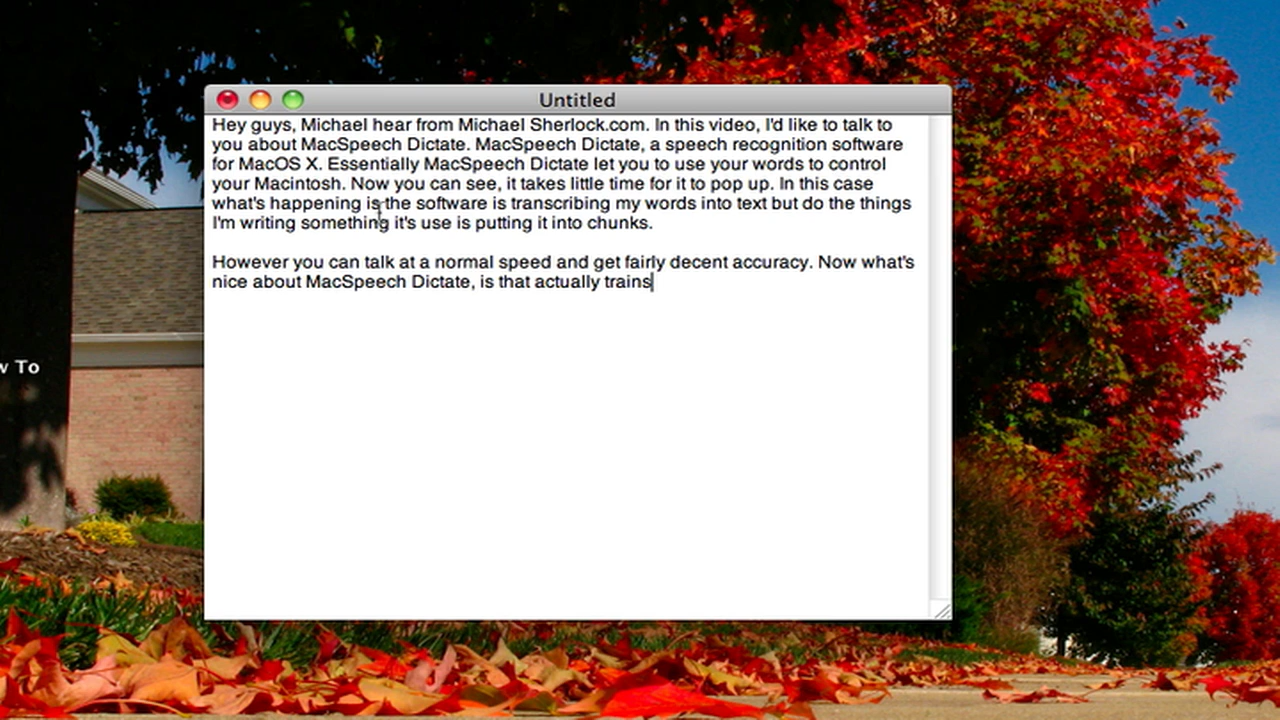 Untitled
Hey guys, Michael hear from Michael Sherlock.com. In this video, I'd like to talk to
you about MacSpeech Dictate. MacSpeech Dictate, a speech recognition software
for MacOS X. Essentially MacSpeech Dictate let you to use your words to control
your Macintosh. Now you can see, it takes little time for it to pop up. In this case
what's happening is the software is transcribing my words into text but do the things
I'm writing something it's use is putting it into chunks.
However you can talk at a normal speed and get fairly decent accuracy. Now what's
nice about MacSpeech Dictate, is that actually trains
w To